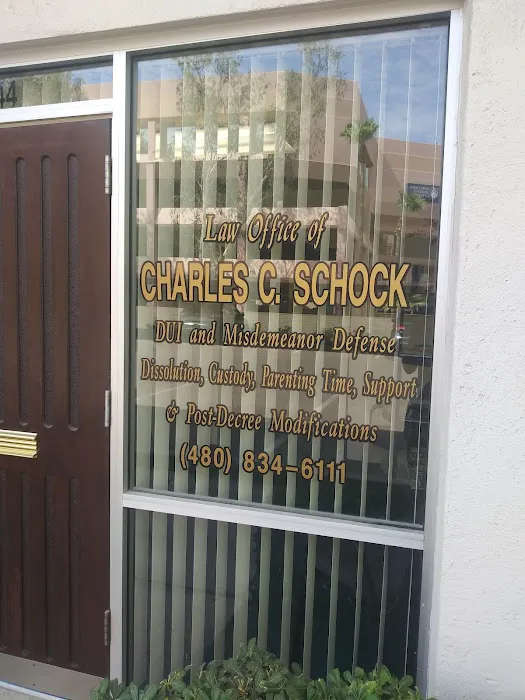 44
Law Office of
CHARLES C. SCHOCK
DUI and Misdemeanor Defense
Dissolution, Custody, Parenting Time, Support
& Post-Decree Modifications
(480) 834-6111